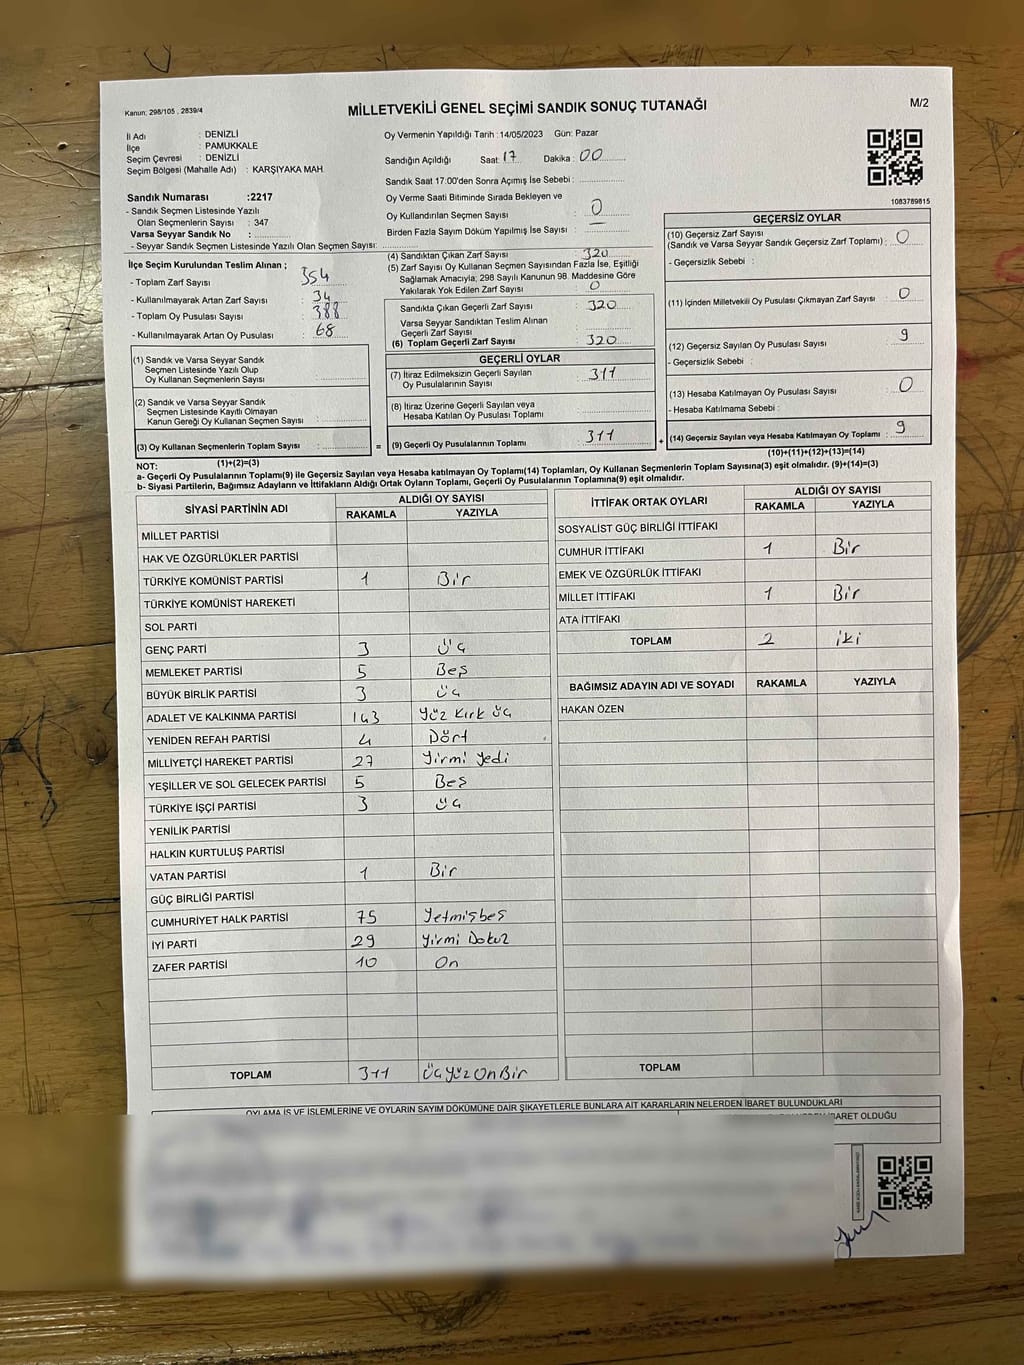 Kanun: 298/105 , 2839/4
MİLLETVEKİLİ GENEL SEÇİMİ SANDIK SONUÇ TUTANAĞI
M/2
İl Adı : DENİZLİ
İlçe : PAMUKKALE
Seçim Çevresi : DENİZLİ
Seçim Bölgesi (Mahalle Adı) : KARŞIYAKA MAH.
Sandık Numarası :2217
- Sandık Seçmen Listesinde Yazılı
Olan Seçmenlerin Sayısı : 347
Varsa Seyyar Sandık No :
- Seyyar Sandık Seçmen Listesinde Yazılı Olan Seçmen Sayısı:
Oy Vermenin Yapıldığı Tarih :14/05/2023 Gün: Pazar
Sandığın Açıldığı Saat: 17 Dakika : 00
Sandık Saat 17:00'den Sonra Açımış İse Sebebi :
Oy Verme Saati Bitiminde Sırada Bekleyen ve
Oy Kullandırılan Seçmen Sayısı : 0
Birden Fazla Sayım Döküm Yapılmış İse Sayısı : —
1083789815
İlçe Seçim Kurulundan Teslim Alınan ;
- Toplam Zarf Sayısı : 354
- Kullanılmayarak Artan Zarf Sayısı : 34
- Toplam Oy Pusulası Sayısı : 388
- Kullanılmayarak Artan Oy Pusulası : 68
(1) Sandık ve Varsa Seyyar Sandık
Seçmen Listesinde Yazılı Olup
Oy Kullanan Seçmenlerin Sayısı :
(2) Sandık ve Varsa Seyyar Sandık
Seçmen Listesinde Kayıtlı Olmayan
Kanun Gereği Oy Kullanan Seçmen Sayısı :
(3) Oy Kullanan Seçmenlerin Toplam Sayısı :
(1)+(2)=(3)
(4) Sandıktan Çıkan Zarf Sayısı : 320
(5) Zarf Sayısı Oy Kullanan Seçmen Sayısından Fazla İse, Eşitliği
Sağlamak Amacıyla; 298 Sayılı Kanunun 98. Maddesine Göre
Yakılarak Yok Edilen Zarf Sayısı : 0
Sandıkta Çıkan Geçerli Zarf Sayısı : 320
Varsa Seyyar Sandıktan Teslim Alınan
Geçerli Zarf Sayısı :
(6) Toplam Geçerli Zarf Sayısı : 320
GEÇERLİ OYLAR
(7) İtiraz Edilmeksizin Geçerli Sayılan
Oy Pusulalarının Sayısı : 311
(8) İtiraz Üzerine Geçerli Sayılan veya
Hesaba Katılan Oy Pusulası Toplamı :
= (9) Geçerli Oy Pusulalarının Toplamı : 311
GEÇERSİZ OYLAR
(10) Geçersiz Zarf Sayısı
(Sandık ve Varsa Seyyar Sandık Geçersiz Zarf Toplamı) : 0
- Geçersizlik Sebebi :
(11) İçinden Milletvekili Oy Pusulası Çıkmayan Zarf Sayısı : 0
(12) Geçersiz Sayılan Oy Pusulası Sayısı : 9
- Geçersizlik Sebebi :
(13) Hesaba Katılmayan Oy Pusulası Sayısı : 0
- Hesaba Katılmama Sebebi :
+ (14) Geçersiz Sayılan veya Hesaba Katılmayan Oy Toplamı : 9
(10)+(11)+(12)+(13)=(14)
NOT:
a- Geçerli Oy Pusulalarının Toplamı(9) ile Geçersiz Sayılan veya Hesaba katılmayan Oy Toplamı(14) Toplamları, Oy Kullanan Seçmenlerin Toplam Sayısına(3) eşit olmalıdır. (9)+(14)=(3)
b- Siyasi Partilerin, Bağımsız Adayların ve İttifakların Aldığı Ortak Oyların Toplamı, Geçerli Oy Pusulalarının Toplamına(9) eşit olmalıdır.
SİYASİ PARTİNİN ADI ALDIĞI OY SAYISI
RAKAMLA YAZIYLA
MİLLET PARTİSİ
HAK VE ÖZGÜRLÜKLER PARTİSİ
TÜRKİYE KOMÜNİST PARTİSİ 1 Bir
TÜRKİYE KOMÜNİST HAREKETİ
SOL PARTİ
GENÇ PARTİ 3 Üç
MEMLEKET PARTİSİ 5 Beş
BÜYÜK BİRLİK PARTİSİ 3 üç
ADALET VE KALKINMA PARTİSİ 143 Yüz Kırk üç
YENİDEN REFAH PARTİSİ 4 Dört
MİLLİYETÇİ HAREKET PARTİSİ 27 Yirmi Yedi
YEŞİLLER VE SOL GELECEK PARTİSİ 5 Beş
TÜRKİYE İŞÇİ PARTİSİ 3 üç
YENİLİK PARTİSİ
HALKIN KURTULUŞ PARTİSİ
VATAN PARTİSİ 1 Bir
GÜÇ BİRLİĞİ PARTİSİ
CUMHURİYET HALK PARTİSİ 75 Yetmişbeş
İYİ PARTİ 29 Yirmi Dokuz
ZAFER PARTİSİ 10 On
TOPLAM 311 ÜçYüzOnBir
İTTİFAK ORTAK OYLARI ALDIĞI OY SAYISI
RAKAMLA YAZIYLA
SOSYALİST GÜÇ BİRLİĞİ İTTİFAKI
CUMHUR İTTİFAKI 1 Bir
EMEK VE ÖZGÜRLÜK İTTİFAKI
MİLLET İTTİFAKI 1 Bir
ATA İTTİFAKI
TOPLAM 2 iki
BAĞIMSIZ ADAYIN ADI VE SOYADI RAKAMLA YAZIYLA
HAKAN ÖZEN
TOPLAM
OYLAMA İŞ VE İŞLEMLERİNE VE OYLARIN SAYIM DÖKÜMÜNE DAİR ŞİKAYETLERLE BUNLARA AİT KARARLARIN NELERDEN İBARET BULUNDUKLARI
İBARET OLDUĞU